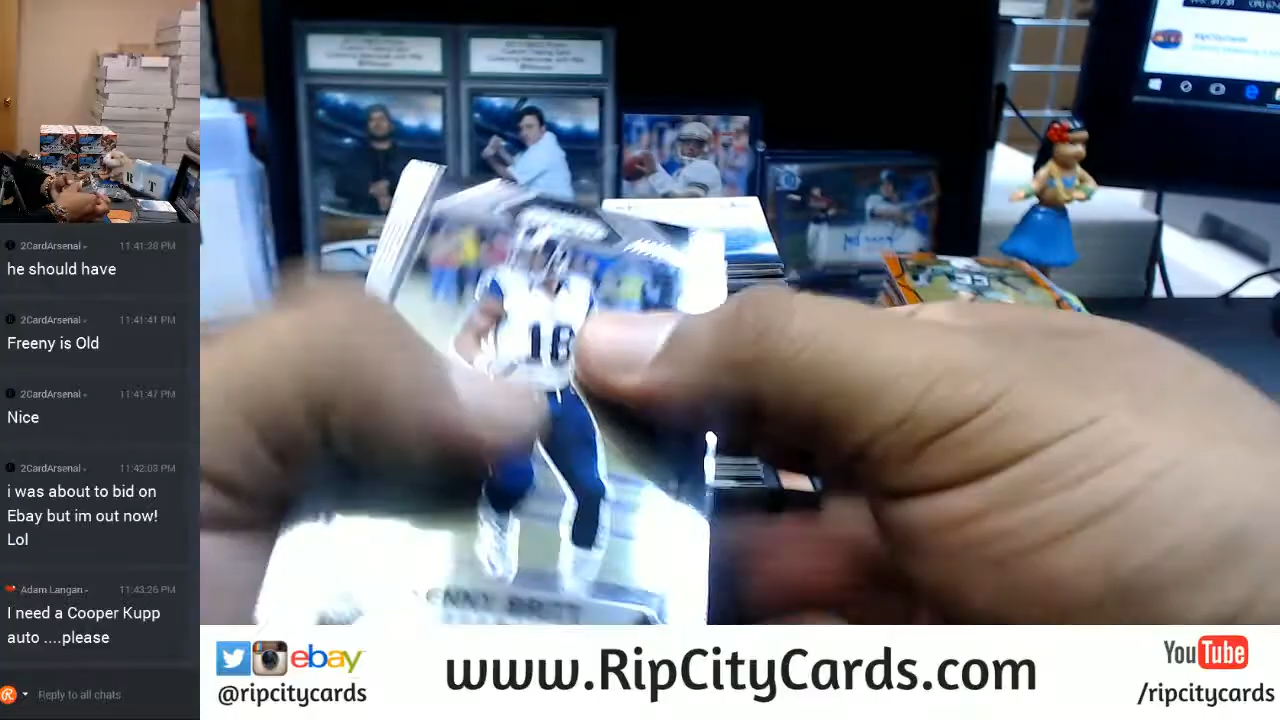 2CardArsenal 11:41:28 PM
he should have
2CardArsenal 11:41:41 PM
Freeny is Old
2CardArsenal 11:41:47 PM
Nice
2CardArsenal 11:42:03 PM
i was about to bid on
Ebay but im out now!
Lol
Adam Langan 11:43:26 PM
I need a Cooper Kupp
auto ....please
Reply to all chats
18
ENNY BRITT
ebay
@ripcitycards
www.RipCityCards.com
YouTube
/ripcitycards